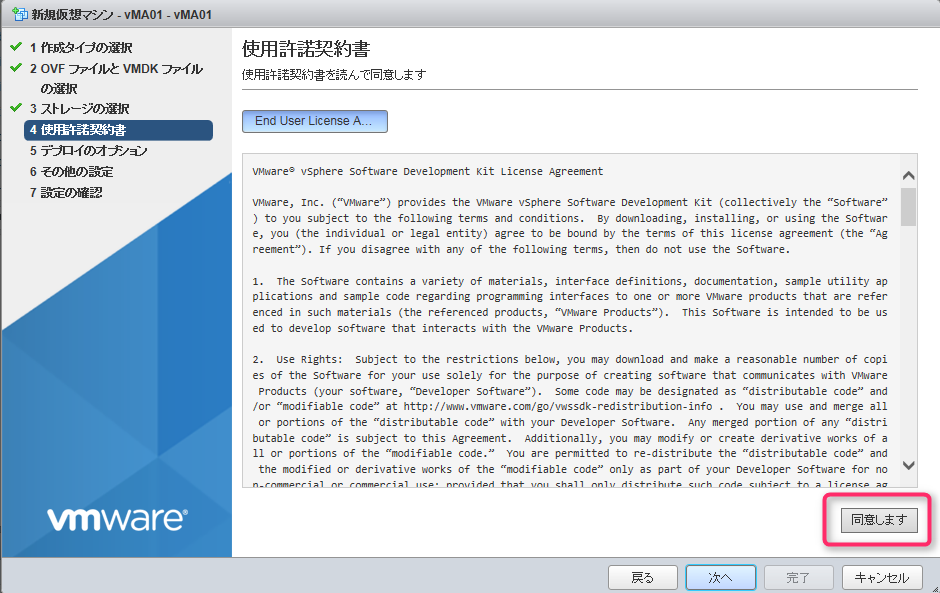 新規仮想マシン - vMA01 - vMA01
1 作成タイプの選択
2 OVF ファイルと VMDK ファイル
の選択
3 ストレージの選択
4 使用許諾契約書
5 デプロイのオプション
6 その他の設定
7 設定の確認
vmware®
使用許諾契約書
使用許諾契約書を読んで同意します
End User License A...
VMware® vSphere Software Development Kit License Agreement
VMware, Inc. (“VMware”) provides the VMware vSphere Software Development Kit (collectively the “Software”
) to you subject to the following terms and conditions.  By downloading, installing, or using the Softwar
e, you (the individual or legal entity) agree to be bound by the terms of this license agreement (the “Ag
reement”). If you disagree with any of the following terms, then do not use the Software.
1.  The Software contains a variety of materials, interface definitions, documentation, sample utility ap
plications and sample code regarding programming interfaces to one or more VMware products that are refer
enced in such materials (the referenced products, “VMware Products”).  This Software is intended to be us
ed to develop software that interacts with the VMware Products.
2.  Use Rights:  Subject to the restrictions below, you may download and make a reasonable number of copi
es of the Software for your use solely for the purpose of creating software that communicates with VMware
Products (your software, “Developer Software”).  Some code may be designated as “distributable code” and
/or “modifiable code” at http://www.vmware.com/go/vwssdk-redistribution-info .  You may use and merge all
or portions of the “distributable code” with your Developer Software.  Any merged portion of any “distri
butable code” is subject to this Agreement.  Additionally, you may modify or create derivative works of a
ll or portions of the “modifiable code.”  You are permitted to re-distribute the “distributable code” and
the modified or derivative works of the “modifiable code” only as part of your Developer Software for no
n-commercial or commercial use; provided that you shall only distribute such code subject to a license ag
同意します
戻る
次へ
完了
キャンセル